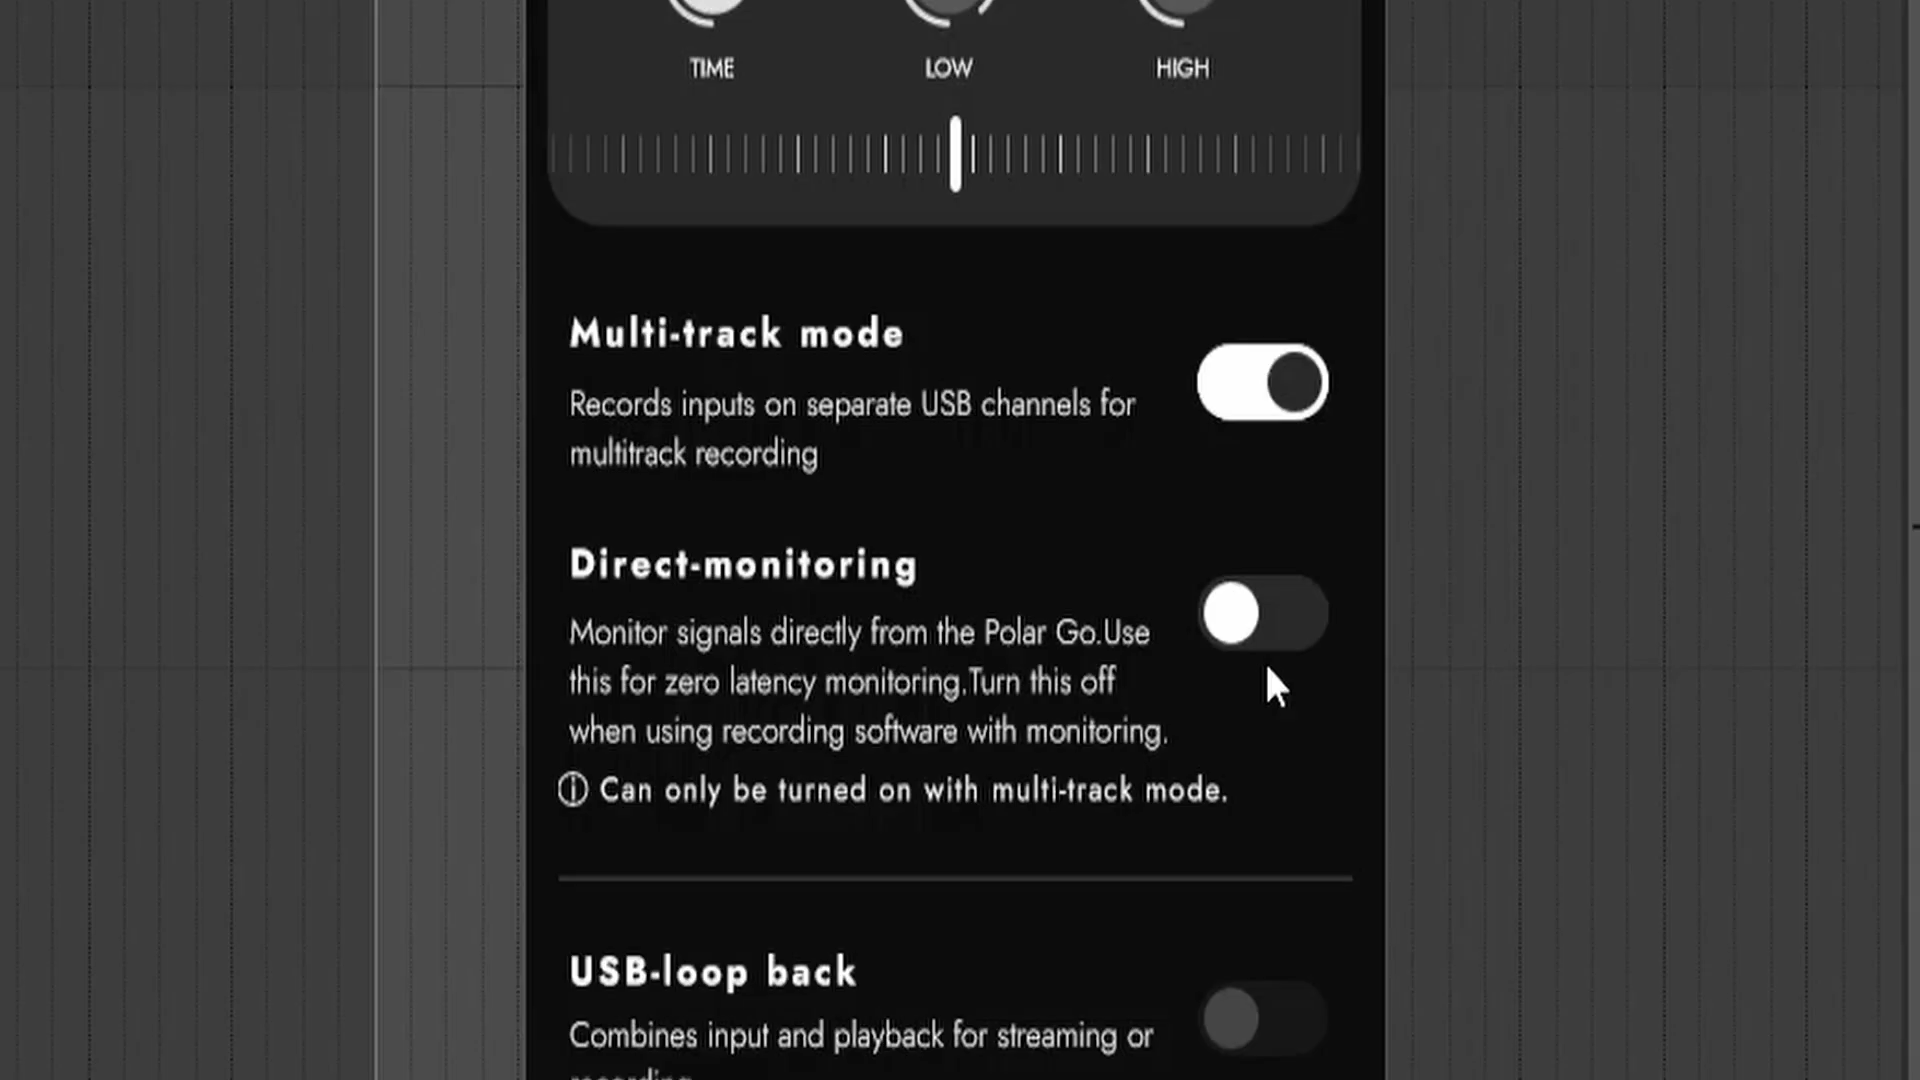 TIME LOW HIGH
Multi-track mode
Records inputs on separate USB channels for
multitrack recording
Direct-monitoring
Monitor signals directly from the Polar Go.Use
this for zero latency monitoring.Turn this off
when using recording software with monitoring.
Can only be turned on with multi-track mode.
USB-loop back
Combines input and playback for streaming or
recording